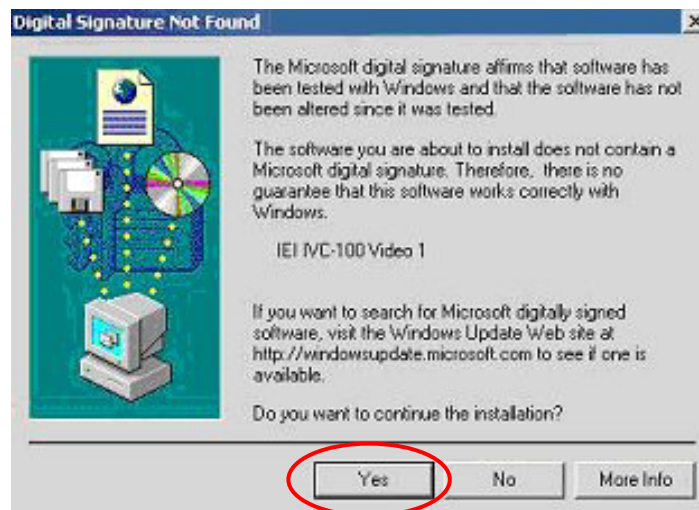 Digital Signature Not Found
The Microsoft digital signature affirms that software has
been tested with Windows and that the software has not
been altered since it was tested.
The software you are about to install does not contain a
Microsoft digital signature. Therefore, there is no
guarantee that this software works correctly with
Windows.
IEI IVC-100 Video 1
If you want to search for Microsoft digitally signed
software, visit the Windows Update Web site at
http://windowsupdate.microsoft.com to see if one is
available.
Do you want to continue the installation?
Yes No More Info